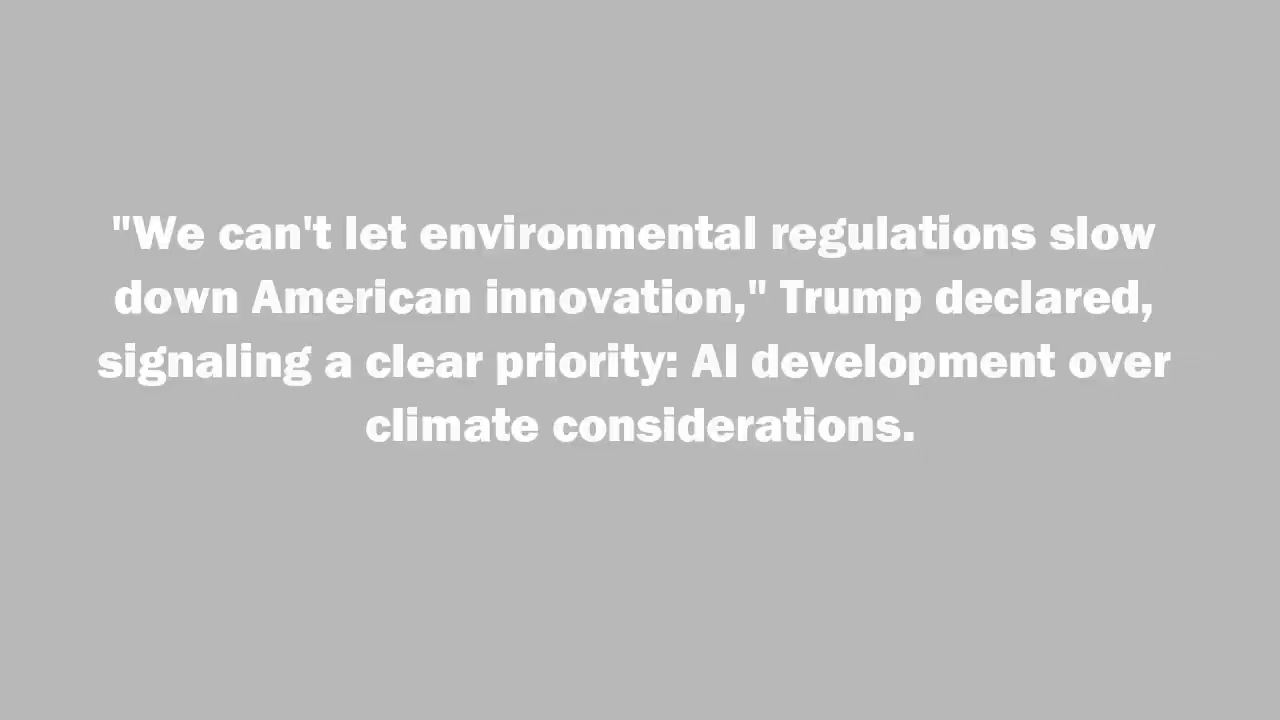 "We can't let environmental regulations slow
down American innovation," Trump declared,
signaling a clear priority: AI development over
climate considerations.